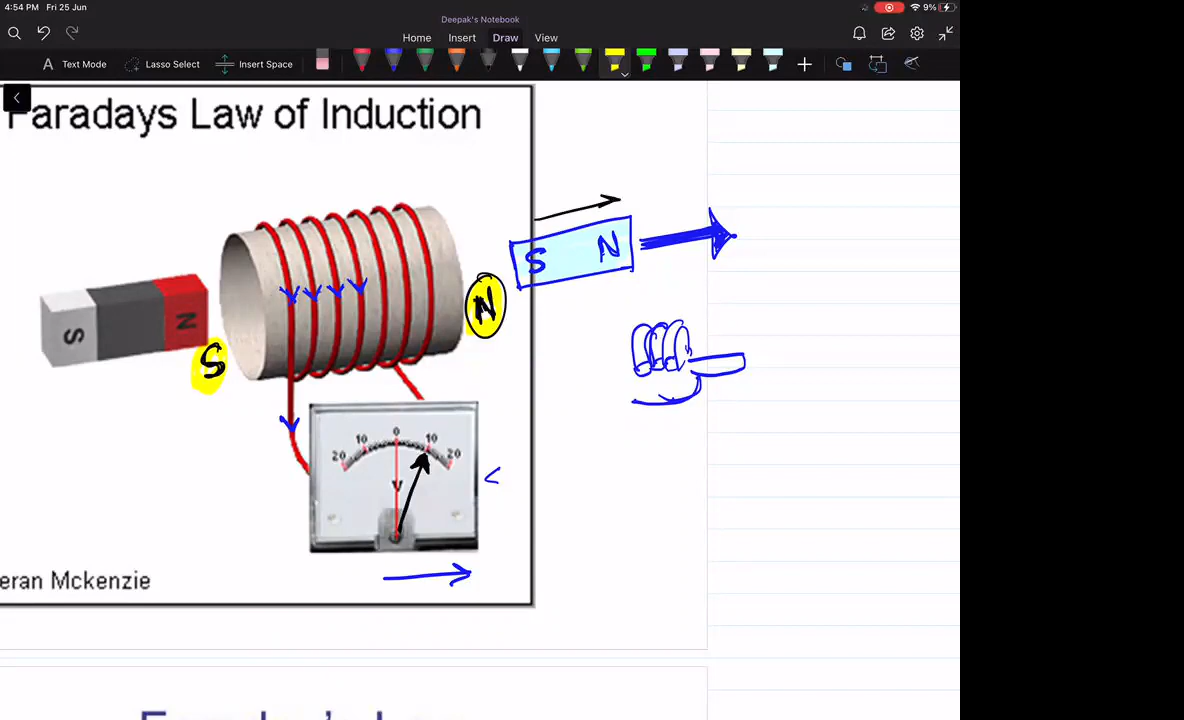 4:54 PM Fri 25 Jun
9%
Deepak's Notebook
Home Insert Draw View
A Text Mode Lasso Select Insert Space
Faradays Law of Induction
S N
N
S N
S
20 10 0 10 20
V
eran Mckenzie